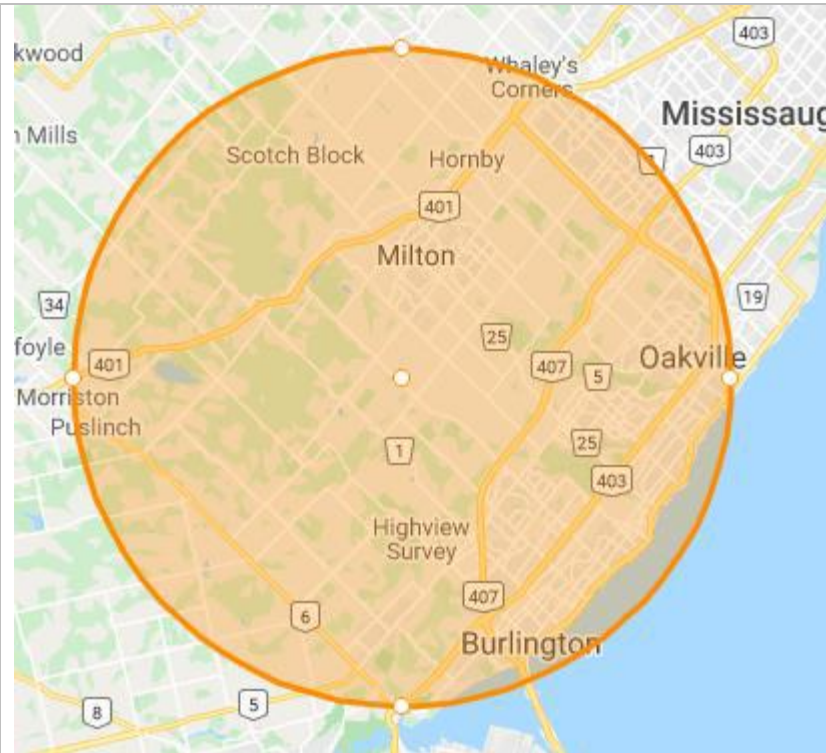 403
kwood
Whaley's
Corners
Mississaug
n Mills
403
Scotch Block
Hornby
401
Milton
34
19
25
foyle
Oakville
401
407
5
Morriston
Puslinch
25
1
403
Highview
Survey
407
6
Burlington
5
8